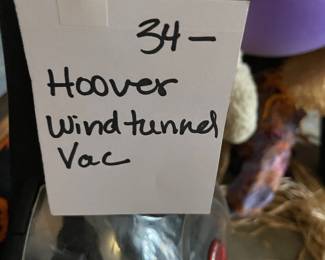 34-
Hoover
Windtunnel
Vac